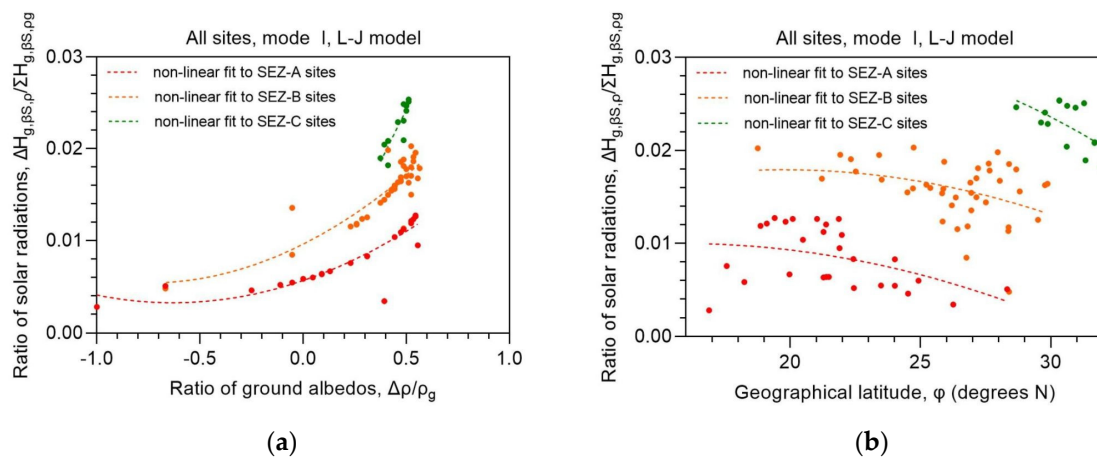 All sites, mode I, L-J model
non-linear fit to SEZ-A sites
non-linear fit to SEZ-B sites
non-linear fit to SEZ-C sites
Ratio of solar radiations, ΔH_g,βS,ρ/ΣH_g,βS,ρg
0.03
0.02
0.01
0.00
-1.0 -0.5 0.0 0.5 1.0
Ratio of ground albedos, Δρ/ρ_g
(a)
All sites, mode I, L-J model
non-linear fit to SEZ-A sites
non-linear fit to SEZ-B sites
non-linear fit to SEZ-C sites
Ratio of solar radiations, ΔH_g,βS,ρ/ΣH_g,βS,ρg
0.03
0.02
0.01
0.00
20 25 30
Geographical latitude, φ (degrees N)
(b)